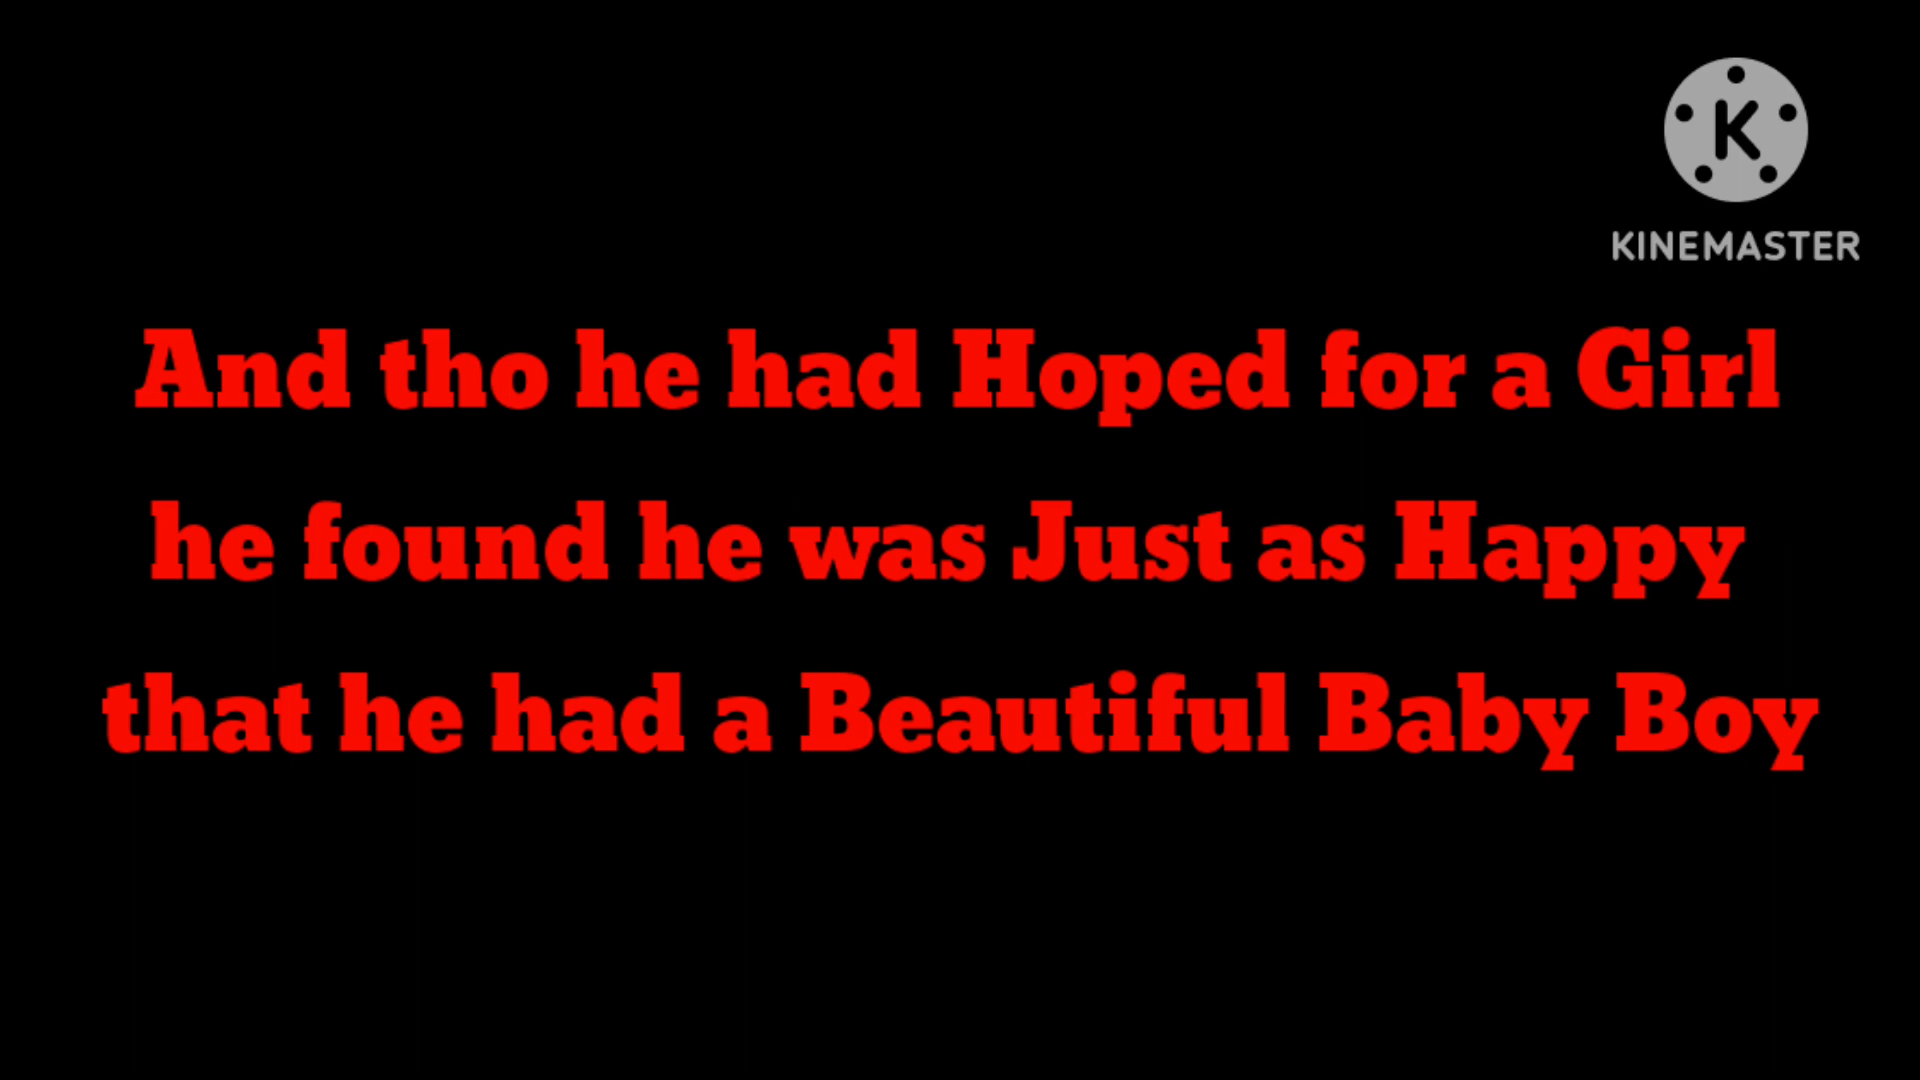 K
KINEMASTER
And tho he had Hoped for a Girl
he found he was Just as Happy
that he had a Beautiful Baby Boy